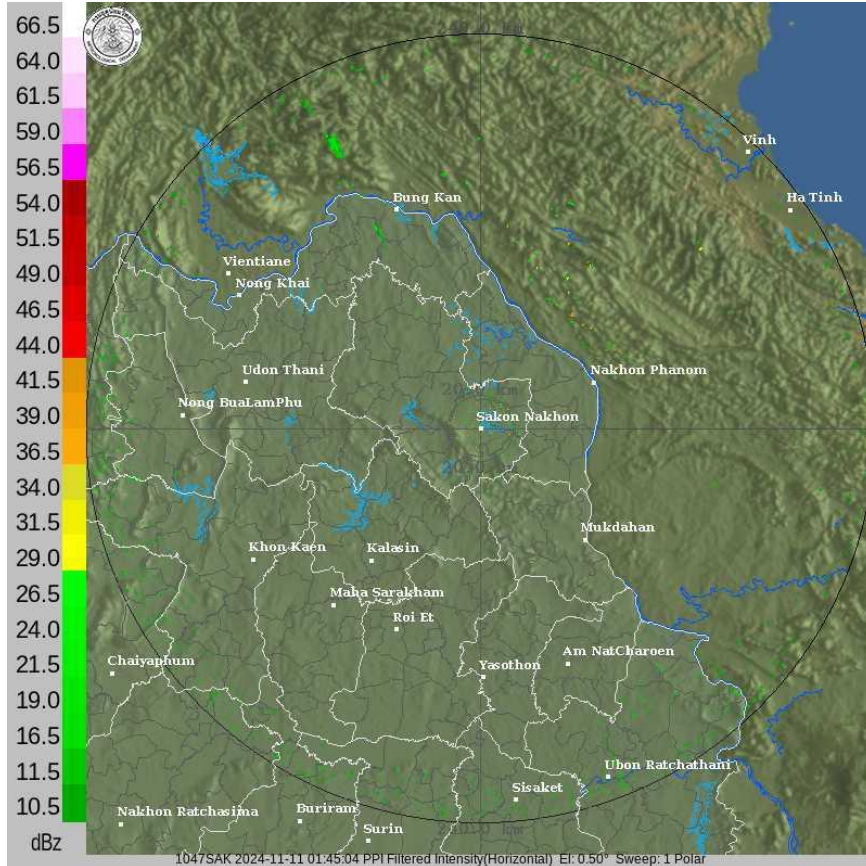 66.5
64.0
61.5
59.0
56.5
54.0
51.5
49.0
46.5
44.0
41.5
39.0
36.5
34.0
31.5
29.0
26.5
24.0
21.5
19.0
16.5
11.5
10.5
dBz
Vinh
Bung Kan
Ha Tinh
Vientiane
Nong Khai
Udon Thani
Nakhon Phanom
Nong BuaLamPhu
Sakon Nakhon
Mukdahan
Khon Kaen
Kalasin
Maha Sarakham
Roi Et
Am NatCharoen
Chaiyaphum
Yasothon
Ubon Ratchathani
Sisaket
Nakhon Ratchasima
Buriram
Surin
1047SAK 2024-11-11 01:45:04 PPI Filtered Intensity(Horizontal) El: 0.50° Sweep: 1 Polar